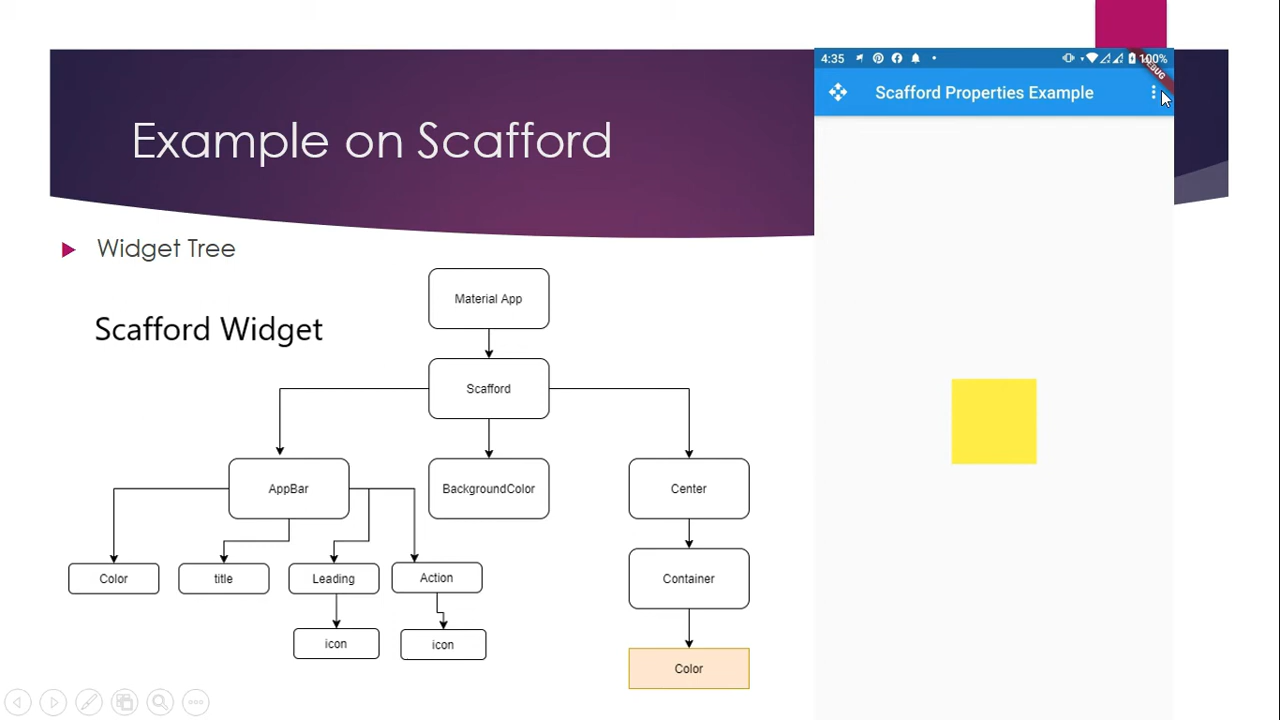 Example on Scafford
4:35
100%
DEBUG
Scafford Properties Example
Widget Tree
Scafford Widget
Material App
Scafford
AppBar
BackgroundColor
Center
Color
title
Leading
Action
Container
icon
icon
Color